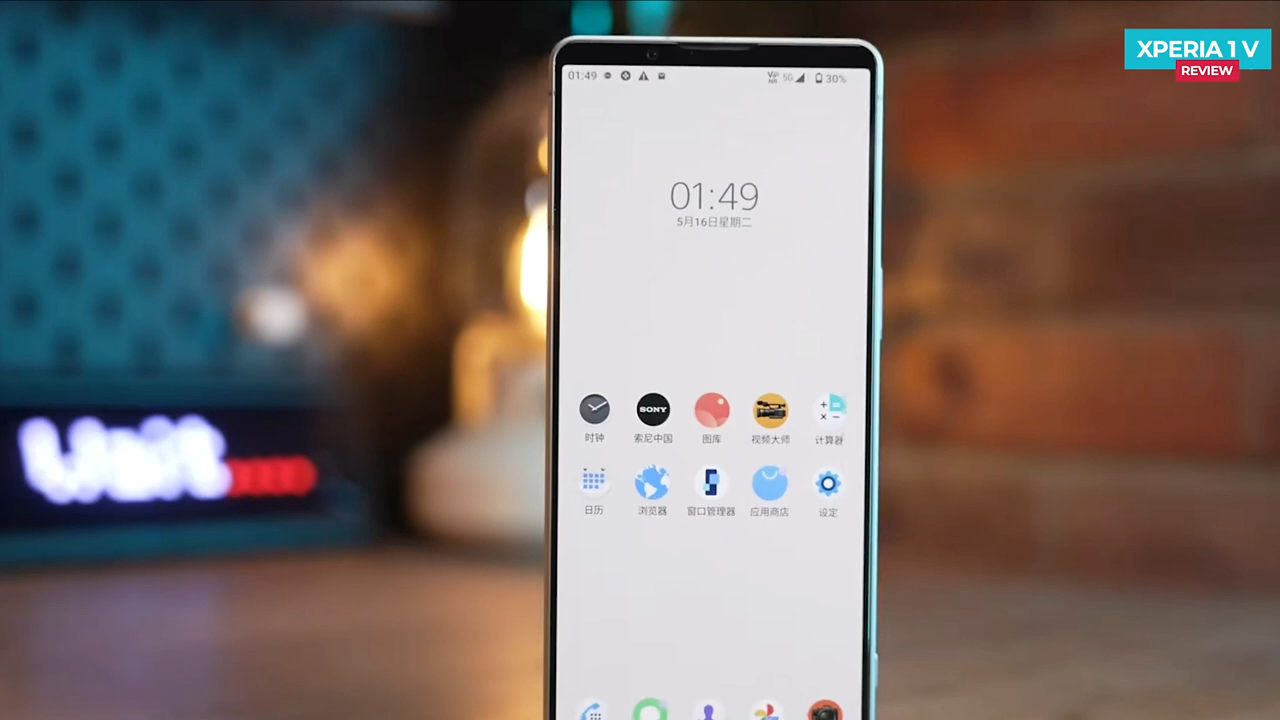 XPERIA 1 V
REVIEW
01:49
5G
30%
01:49
5月16日星期二
SONY
时钟
索尼中国
图库
视频大师
计算器
日历
浏览器
窗口管理器
应用商店
设定